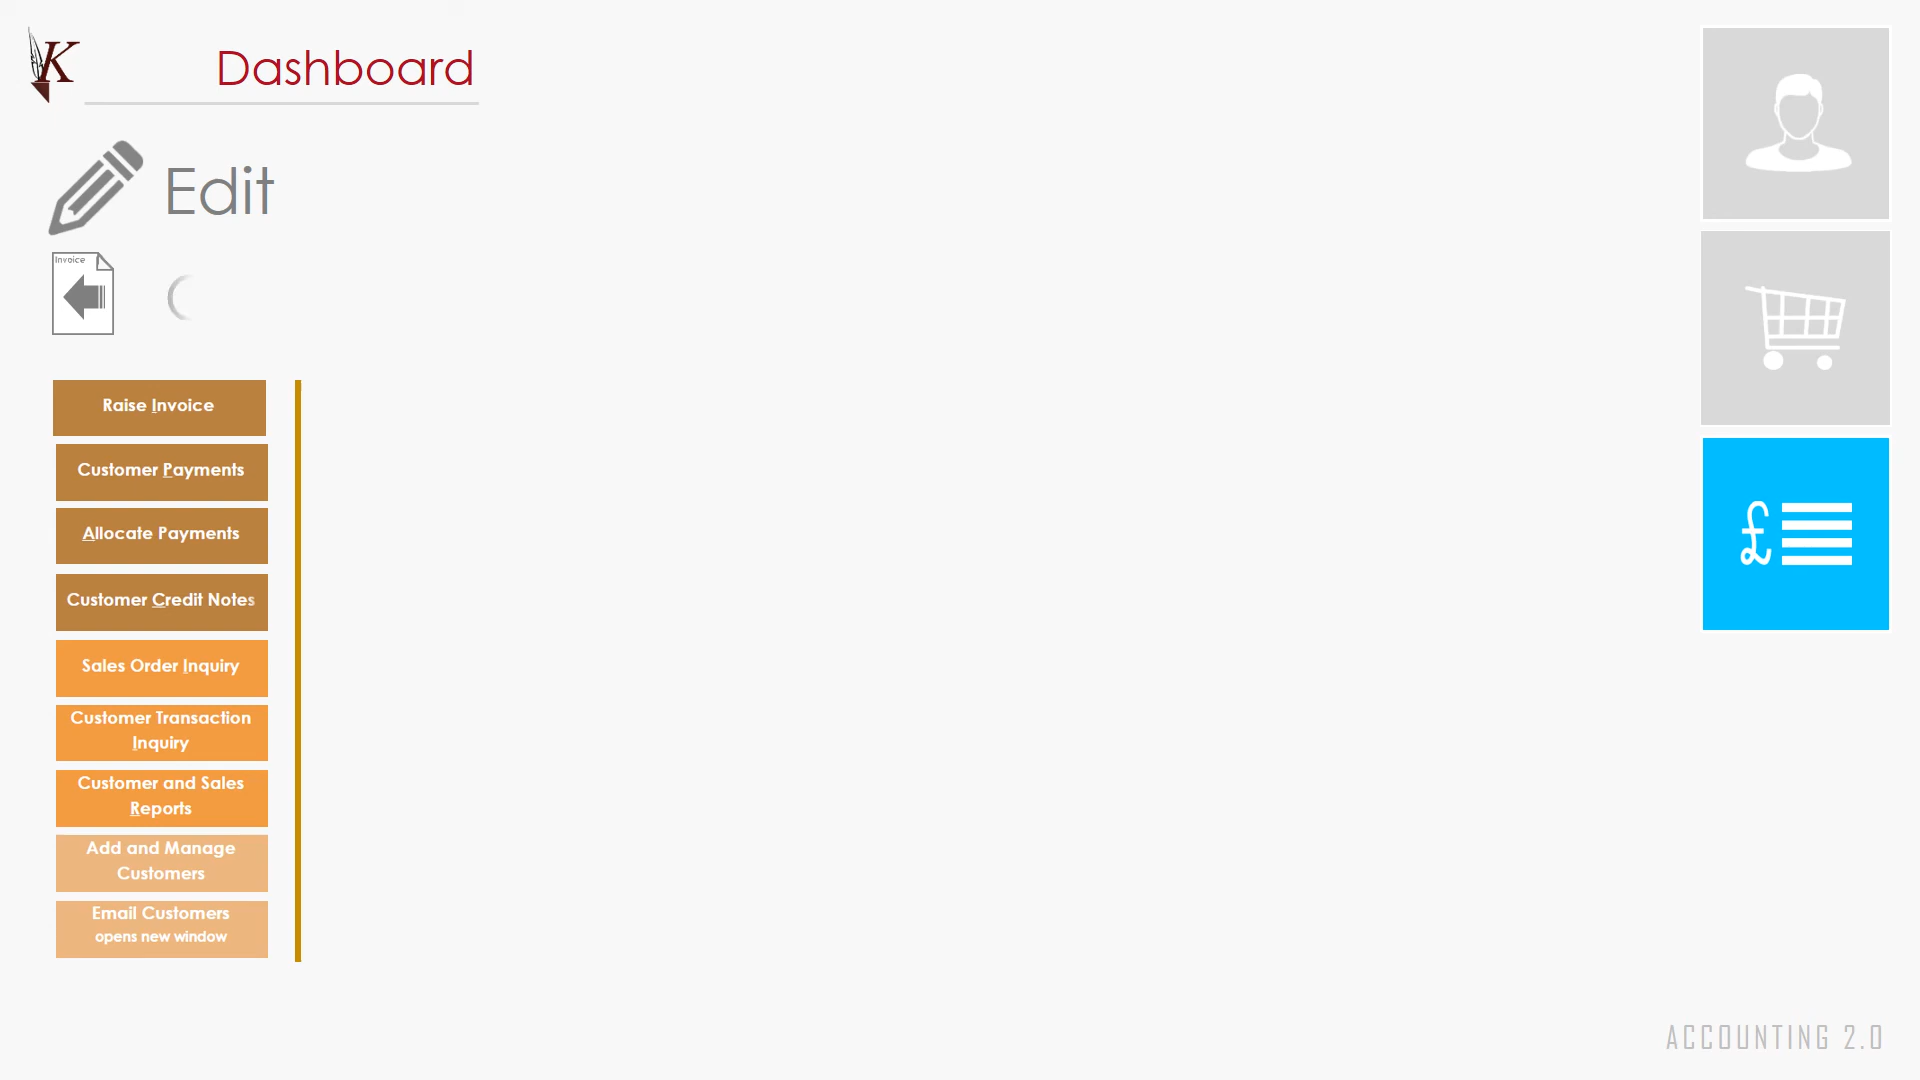 K
Dashboard
Edit
Invoice
Raise Invoice
Customer Payments
Allocate Payments
Customer Credit Notes
Sales Order Inquiry
Customer Transaction
Inquiry
Customer and Sales
Reports
Add and Manage
Customers
Email Customers
opens new window
£
ACCOUNTING 2.0